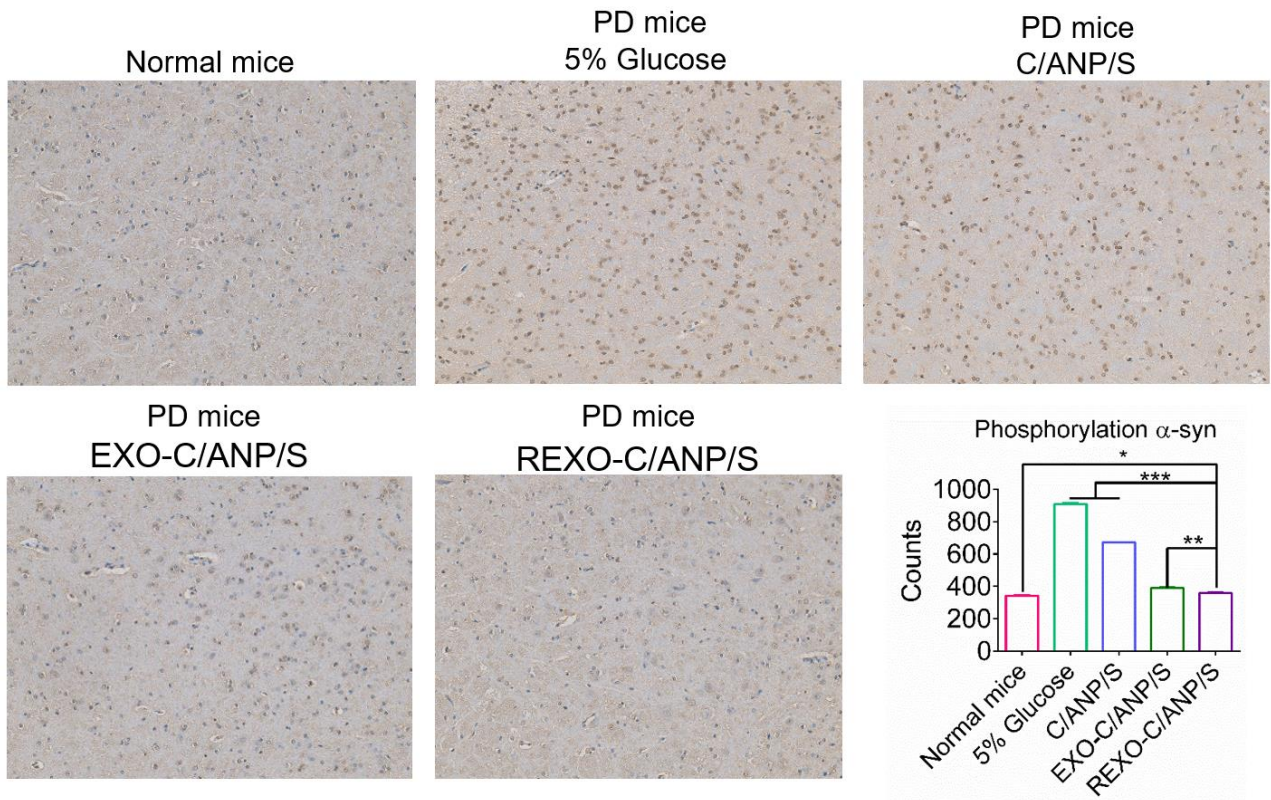 Normal mice
PD mice
5% Glucose
PD mice
C/ANP/S
PD mice
EXO-C/ANP/S
PD mice
REXO-C/ANP/S
Phosphorylation α-syn
*
***
**
Counts
1000
800
600
400
200
0
Normal mice
5% Glucose
C/ANP/S
EXO-C/ANP/S
REXO-C/ANP/S